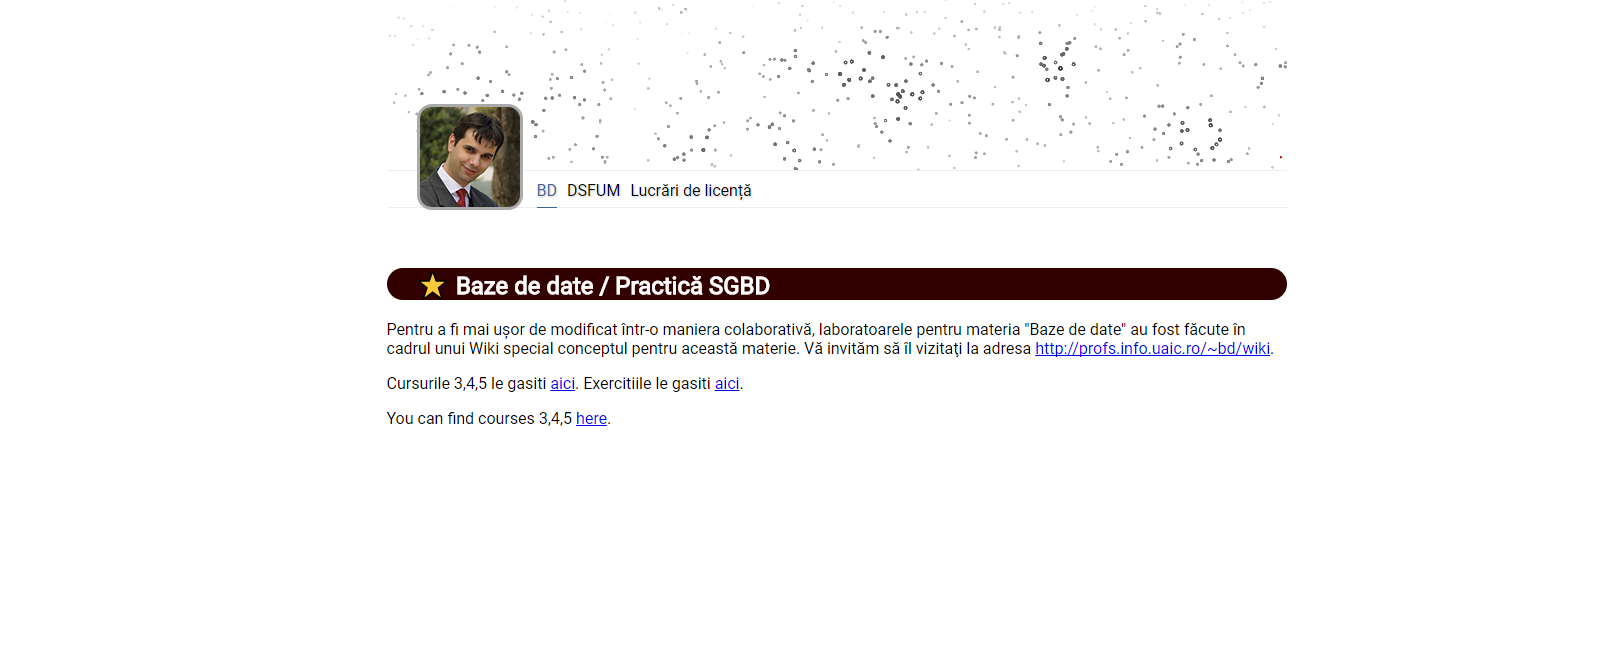 BD DSFUM Lucrări de licență
Baze de date / Practică SGBD
Pentru a fi mai ușor de modificat într-o maniera colaborativă, laboratoarele pentru materia "Baze de date" au fost făcute în
cadrul unui Wiki special conceptul pentru această materie. Vă invităm să îl vizitaţi la adresa http://profs.info.uaic.ro/~bd/wiki.
Cursurile 3,4,5 le gasiti aici. Exercitiile le gasiti aici.
You can find courses 3,4,5 here.